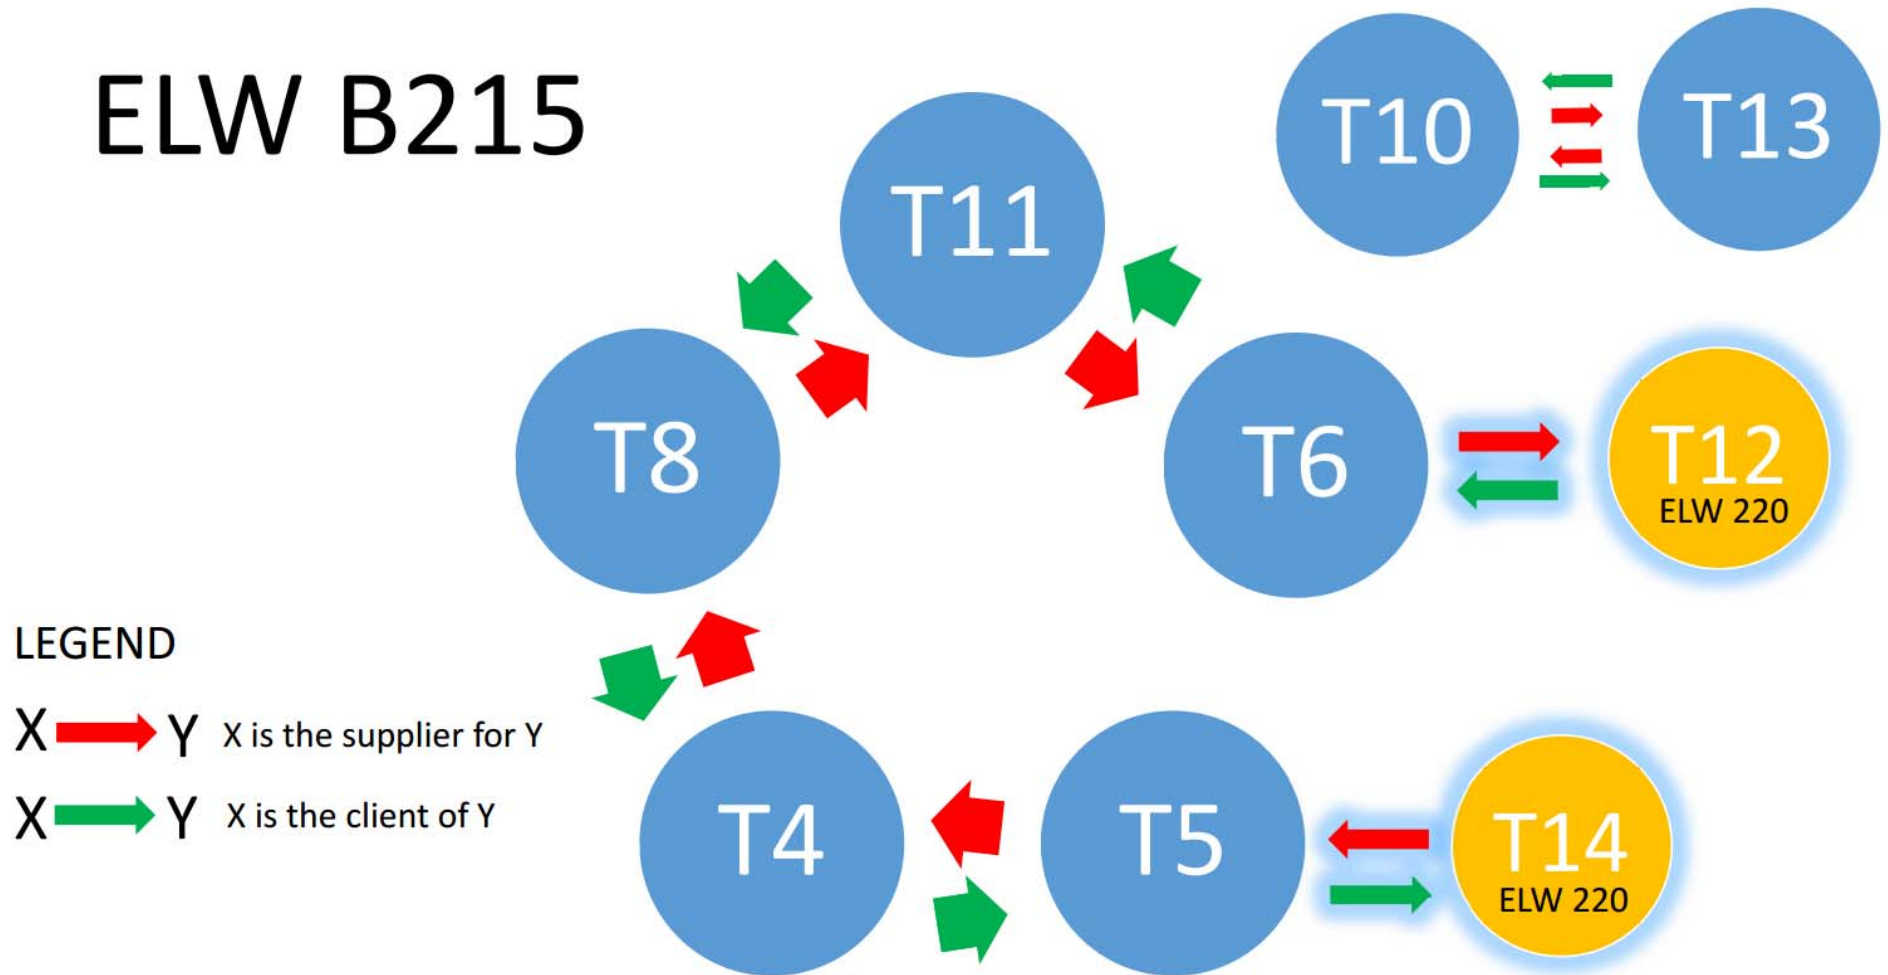 ELW B215
T10
T13
T11
T8
T6
T12
ELW 220
LEGEND
X Y X is the supplier for Y
X Y X is the client of Y
T4
T5
T14
ELW 220